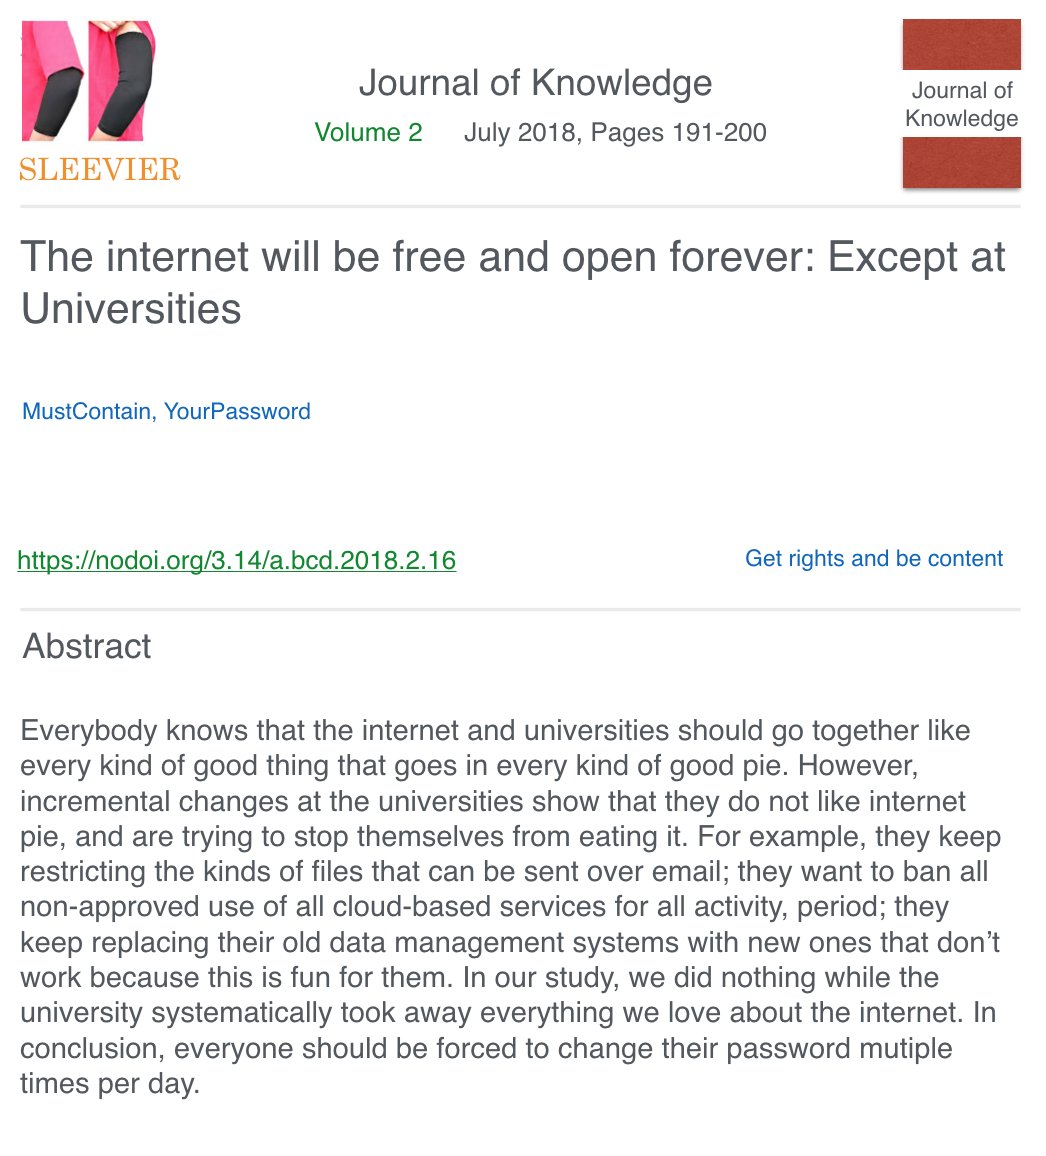 Journal of Knowledge
Volume 2 July 2018, Pages 191-200
SLEEVIER
Journal of
Knowledge
The internet will be free and open forever: Except at
Universities
MustContain, YourPassword
https://nodoi.org/3.14/a.bcd.2018.2.16
Get rights and be content
Abstract
Everybody knows that the internet and universities should go together like
every kind of good thing that goes in every kind of good pie. However,
incremental changes at the universities show that they do not like internet
pie, and are trying to stop themselves from eating it. For example, they keep
restricting the kinds of files that can be sent over email; they want to ban all
non-approved use of all cloud-based services for all activity, period; they
keep replacing their old data management systems with new ones that don’t
work because this is fun for them. In our study, we did nothing while the
university systematically took away everything we love about the internet. In
conclusion, everyone should be forced to change their password mutiple
times per day.